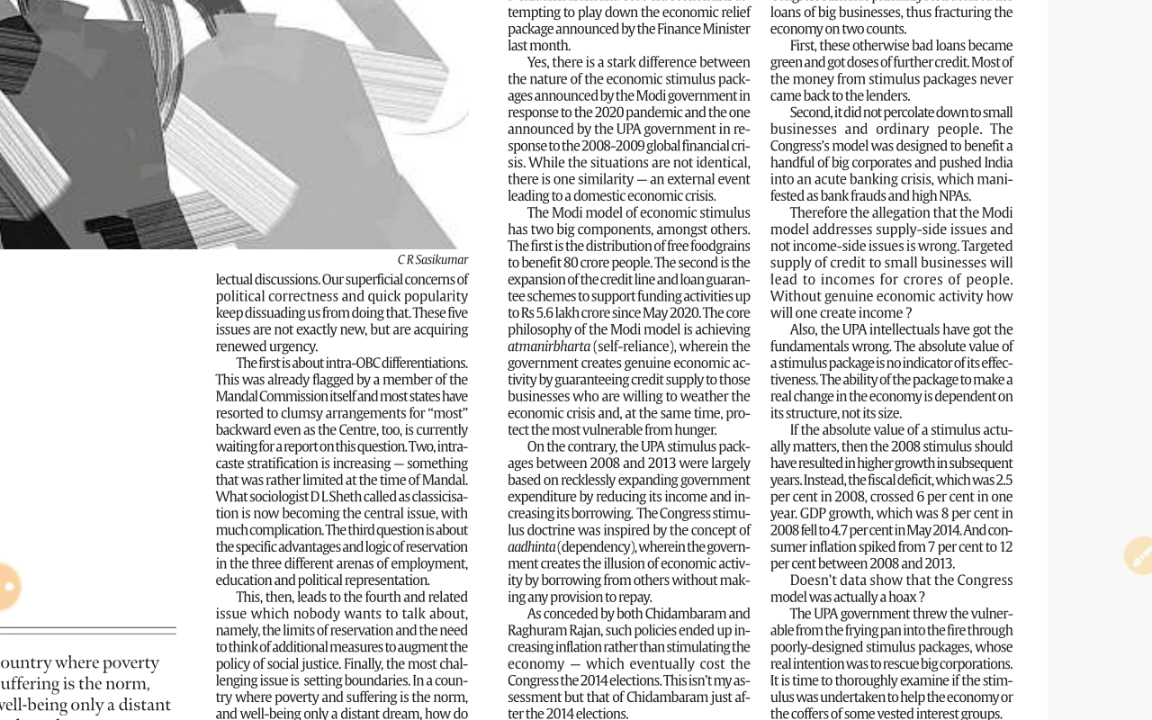 C R Sasikumar
lectual discussions. Our superficial concerns of
political correctness and quick popularity
keep dissuading us from doing that. These five
issues are not exactly new, but are acquiring
renewed urgency.
The first is about intra-OBC differentiations.
This was already flagged by a member of the
Mandal Commission itself and most states have
resorted to clumsy arrangements for “most”
backward even as the Centre, too, is currently
waiting for a report on this question. Two, intra-
caste stratification is increasing — something
that was rather limited at the time of Mandal.
What sociologist D L Sheth called as classicisa-
tion is now becoming the central issue, with
much complication. The third question is about
the specific advantages and logic of reservation
in the three different arenas of employment,
education and political representation.
This, then, leads to the fourth and related
issue which nobody wants to talk about,
namely, the limits of reservation and the need
to think of additional measures to augment the
policy of social justice. Finally, the most chal-
lenging issue is setting boundaries. In a coun-
try where poverty and suffering is the norm,
and well-being only a distant dream, how do
ountry where poverty
uffering is the norm,
vell-being only a distant
tempting to play down the economic relief
package announced by the Finance Minister
last month.
Yes, there is a stark difference between
the nature of the economic stimulus pack-
ages announced by the Modi government in
response to the 2020 pandemic and the one
announced by the UPA government in re-
sponse to the 2008-2009 global financial cri-
sis. While the situations are not identical,
there is one similarity — an external event
leading to a domestic economic crisis.
The Modi model of economic stimulus
has two big components, amongst others.
The first is the distribution of free foodgrains
to benefit 80 crore people. The second is the
expansion of the credit line and loan guaran-
tee schemes to support funding activities up
to Rs 5.6 lakh crore since May 2020. The core
philosophy of the Modi model is achieving
atmanirbharta (self-reliance), wherein the
government creates genuine economic ac-
tivity by guaranteeing credit supply to those
businesses who are willing to weather the
economic crisis and, at the same time, pro-
tect the most vulnerable from hunger.
On the contrary, the UPA stimulus pack-
ages between 2008 and 2013 were largely
based on recklessly expanding government
expenditure by reducing its income and in-
creasing its borrowing. The Congress stimu-
lus doctrine was inspired by the concept of
aadhinta (dependency), wherein the govern-
ment creates the illusion of economic activ-
ity by borrowing from others without mak-
ing any provision to repay.
As conceded by both Chidambaram and
Raghuram Rajan, such policies ended up in-
creasing inflation rather than stimulating the
economy — which eventually cost the
Congress the 2014 elections. This isn't my as-
sessment but that of Chidambaram just af-
ter the 2014 elections.
loans of big businesses, thus fracturing the
economy on two counts.
First, these otherwise bad loans became
green and got doses of further credit. Most of
the money from stimulus packages never
came back to the lenders.
Second, it did not percolate down to small
businesses and ordinary people. The
Congress's model was designed to benefit a
handful of big corporates and pushed India
into an acute banking crisis, which mani-
fested as bank frauds and high NPAs.
Therefore the allegation that the Modi
model addresses supply-side issues and
not income-side issues is wrong. Targeted
supply of credit to small businesses will
lead to incomes for crores of people.
Without genuine economic activity how
will one create income ?
Also, the UPA intellectuals have got the
fundamentals wrong. The absolute value of
a stimulus package is no indicator of its effec-
tiveness. The ability of the package to make a
real change in the economy is dependent on
its structure, not its size.
If the absolute value of a stimulus actu-
ally matters, then the 2008 stimulus should
have resulted in higher growth in subsequent
years. Instead, the fiscal deficit, which was 2.5
per cent in 2008, crossed 6 per cent in one
year. GDP growth, which was 8 per cent in
2008 fell to 4.7 per cent in May 2014. And con-
sumer inflation spiked from 7 per cent to 12
per cent between 2008 and 2013.
Doesn't data show that the Congress
model was actually a hoax ?
The UPA government threw the vulner-
able from the frying pan into the fire through
poorly-designed stimulus packages, whose
real intention was to rescue big corporations.
It is time to thoroughly examine if the stim-
ulus was undertaken to help the economy or
the coffers of some vested interest groups.